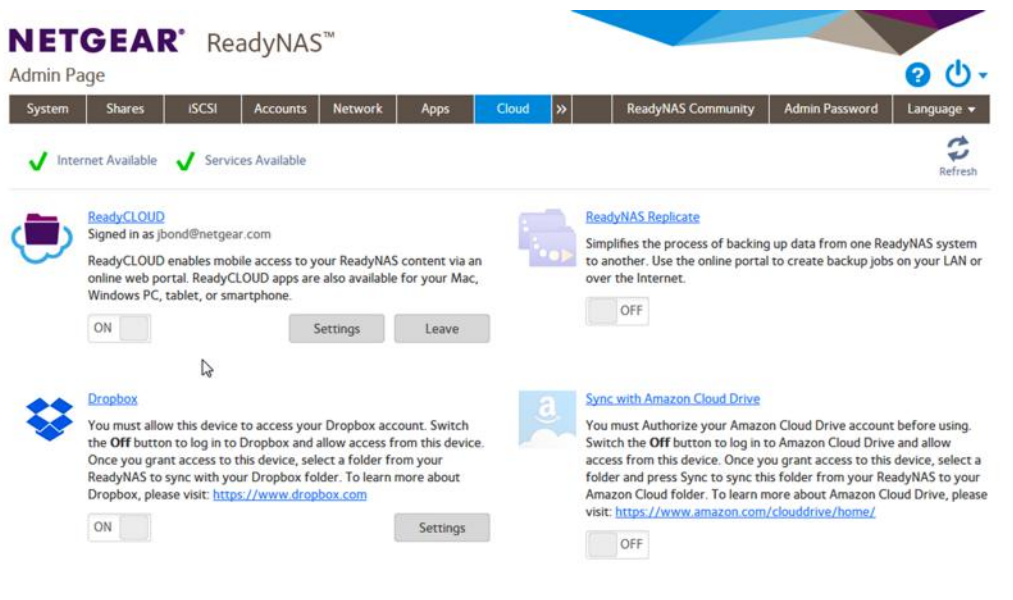 NETGEAR® ReadyNAS™
Admin Page
System Shares iSCSI Accounts Network Apps Cloud » ReadyNAS Community Admin Password Language
Internet Available Services Available
Refresh
ReadyCLOUD
Signed in as jbond@netgear.com
ReadyCLOUD enables mobile access to your ReadyNAS content via an
online web portal. ReadyCLOUD apps are also available for your Mac,
Windows PC, tablet, or smartphone.
ON Settings Leave
ReadyNAS Replicate
Simplifies the process of backing up data from one ReadyNAS system
to another. Use the online portal to create backup jobs on your LAN or
over the Internet.
OFF
Dropbox
You must allow this device to access your Dropbox account. Switch
the Off button to log in to Dropbox and allow access from this device.
Once you grant access to this device, select a folder from your
ReadyNAS to sync with your Dropbox folder. To learn more about
Dropbox, please visit: https://www.dropbox.com
ON Settings
a
Sync with Amazon Cloud Drive
You must Authorize your Amazon Cloud Drive account before using.
Switch the Off button to log in to Amazon Cloud Drive and allow
access from this device. Once you grant access to this device, select a
folder and press Sync to sync this folder from your ReadyNAS to your
Amazon Cloud folder. To learn more about Amazon Cloud Drive, please
visit: https://www.amazon.com/clouddrive/home/
OFF